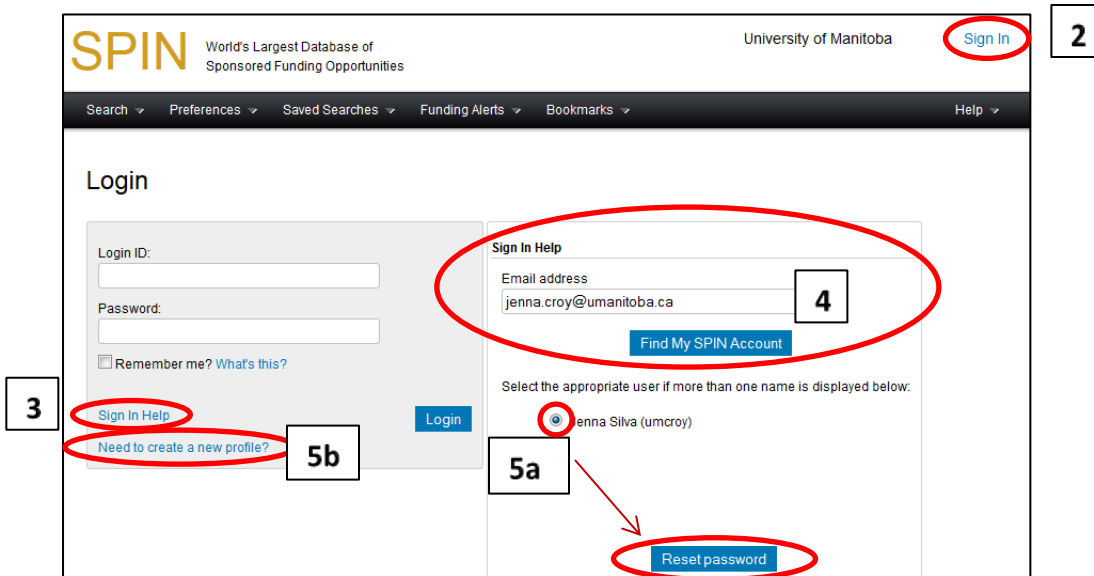 SPIN
World's Largest Database of
Sponsored Funding Opportunities
University of Manitoba
Sign In
2
Search
Preferences
Saved Searches
Funding Alerts
Bookmarks
Help
Login
Login ID:
Password:
Remember me? What's this?
3
Sign In Help
Login
Need to create a new profile?
5b
Sign In Help
Email address
jenna.croy@umanitoba.ca
4
Find My SPIN Account
Select the appropriate user if more than one name is displayed below:
Jenna Silva (umcroy)
5a
Reset password